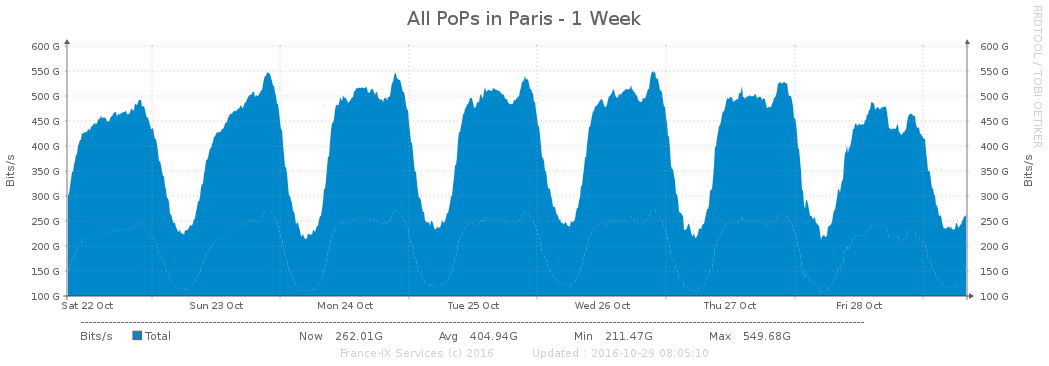 All PoPs in Paris - 1 Week
RRDTOOL / TOBI OETIKER
Bits/s
600 G 600 G
550 G 550 G
500 G 500 G
450 G 450 G
400 G 400 G
350 G 350 G
300 G 300 G
250 G 250 G
200 G 200 G
150 G 150 G
100 G 100 G
Bits/s
Sat 22 Oct Sun 23 Oct Mon 24 Oct Tue 25 Oct Wed 26 Oct Thu 27 Oct Fri 28 Oct
Bits/s Total Now 262.01G Avg 404.94G Min 211.47G Max 549.68G
France-IX Services (c) 2016 Updated : 2016-10-29 08:05:10